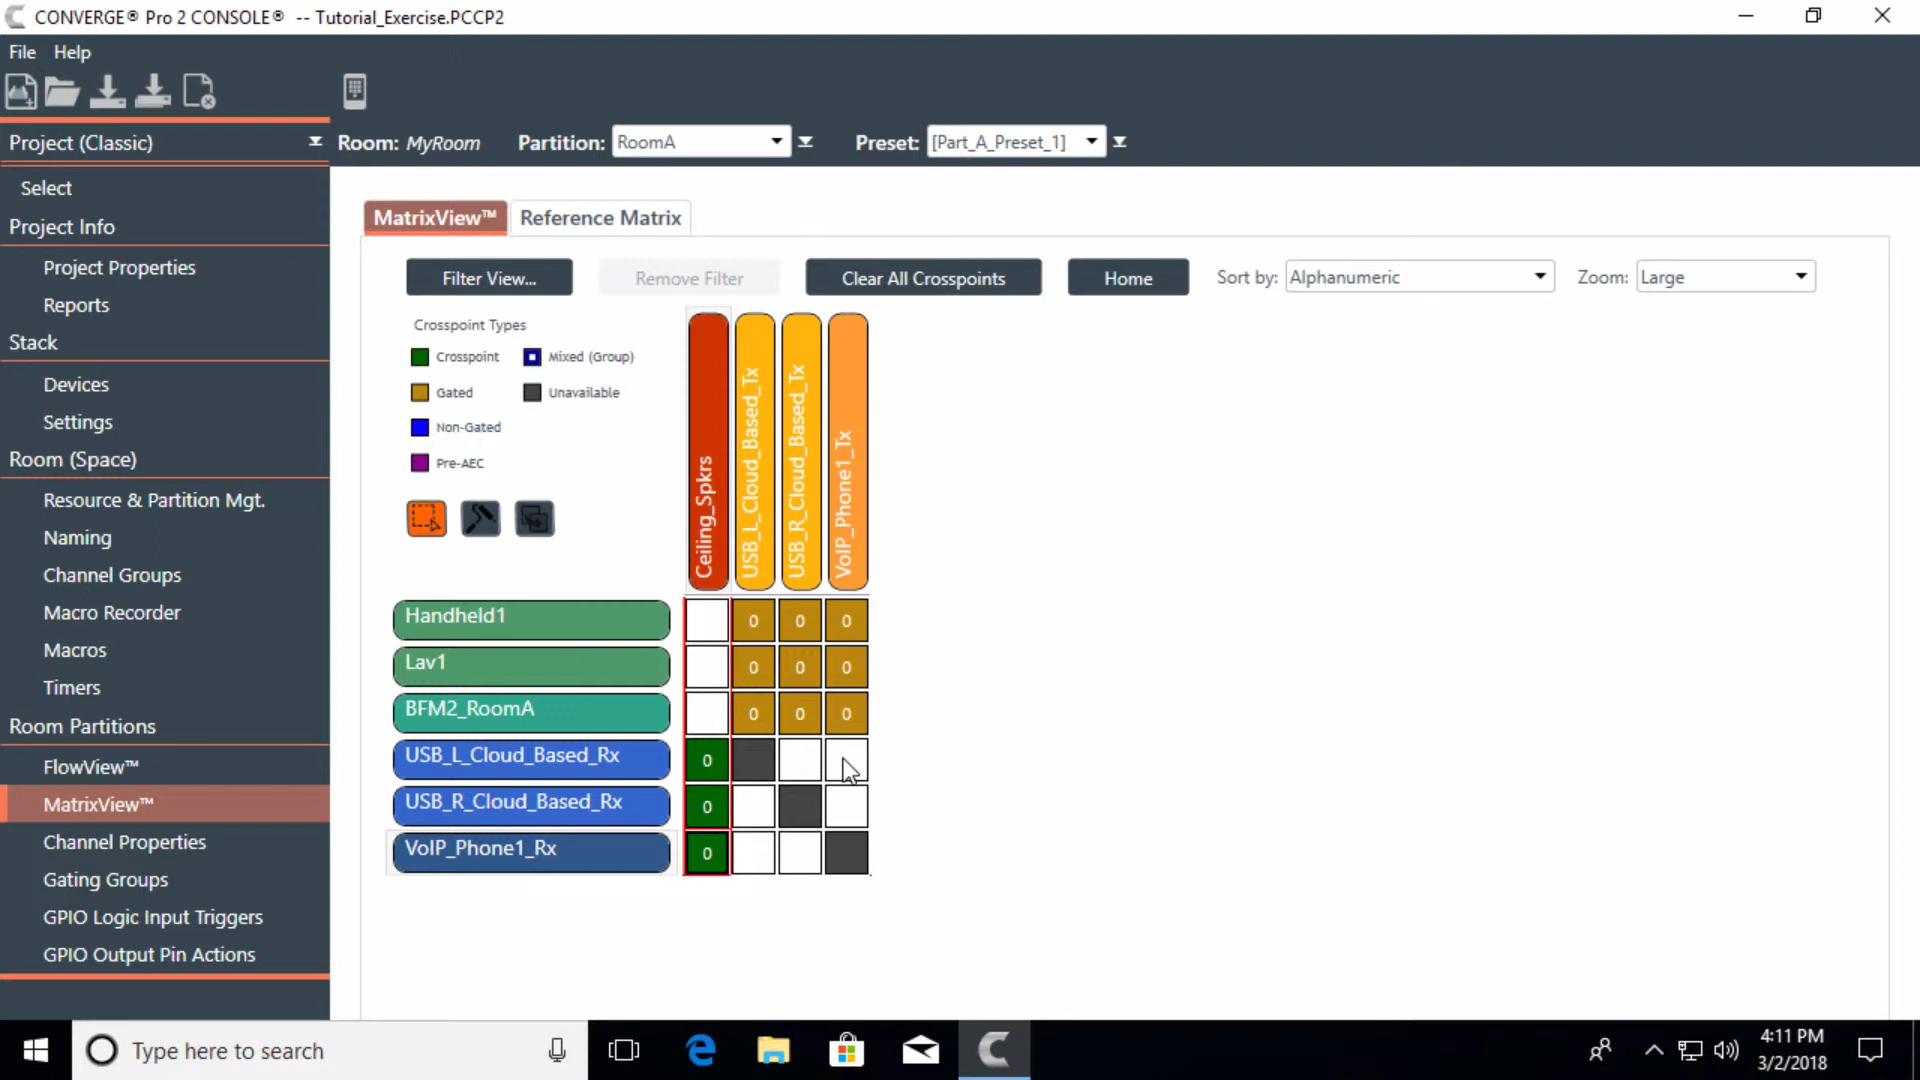 CONVERGE® Pro 2 CONSOLE® -- Tutorial_Exercise.PCCP2
File Help
Project (Classic)
Room: MyRoom Partition: RoomA Preset: [Part_A_Preset_1]
Select
Project Info
Project Properties
Reports
Stack
Devices
Settings
Room (Space)
Resource & Partition Mgt.
Naming
Channel Groups
Macro Recorder
Macros
Timers
Room Partitions
FlowView™
MatrixView™
Channel Properties
Gating Groups
GPIO Logic Input Triggers
GPIO Output Pin Actions
MatrixView™ Reference Matrix
Filter View... Remove Filter Clear All Crosspoints Home Sort by: Alphanumeric Zoom: Large
Crosspoint Types
Crosspoint Mixed (Group)
Gated Unavailable
Non-Gated
Pre-AEC
Ceiling_Spkrs
USB_L_Cloud_Based_Tx
USB_R_Cloud_Based_Tx
VoIP_Phone1_Tx
Handheld1 0 0 0
Lav1 0 0 0
BFM2_RoomA 0 0 0
USB_L_Cloud_Based_Rx 0
USB_R_Cloud_Based_Rx 0
VoIP_Phone1_Rx 0
Type here to search
4:11 PM
3/2/2018